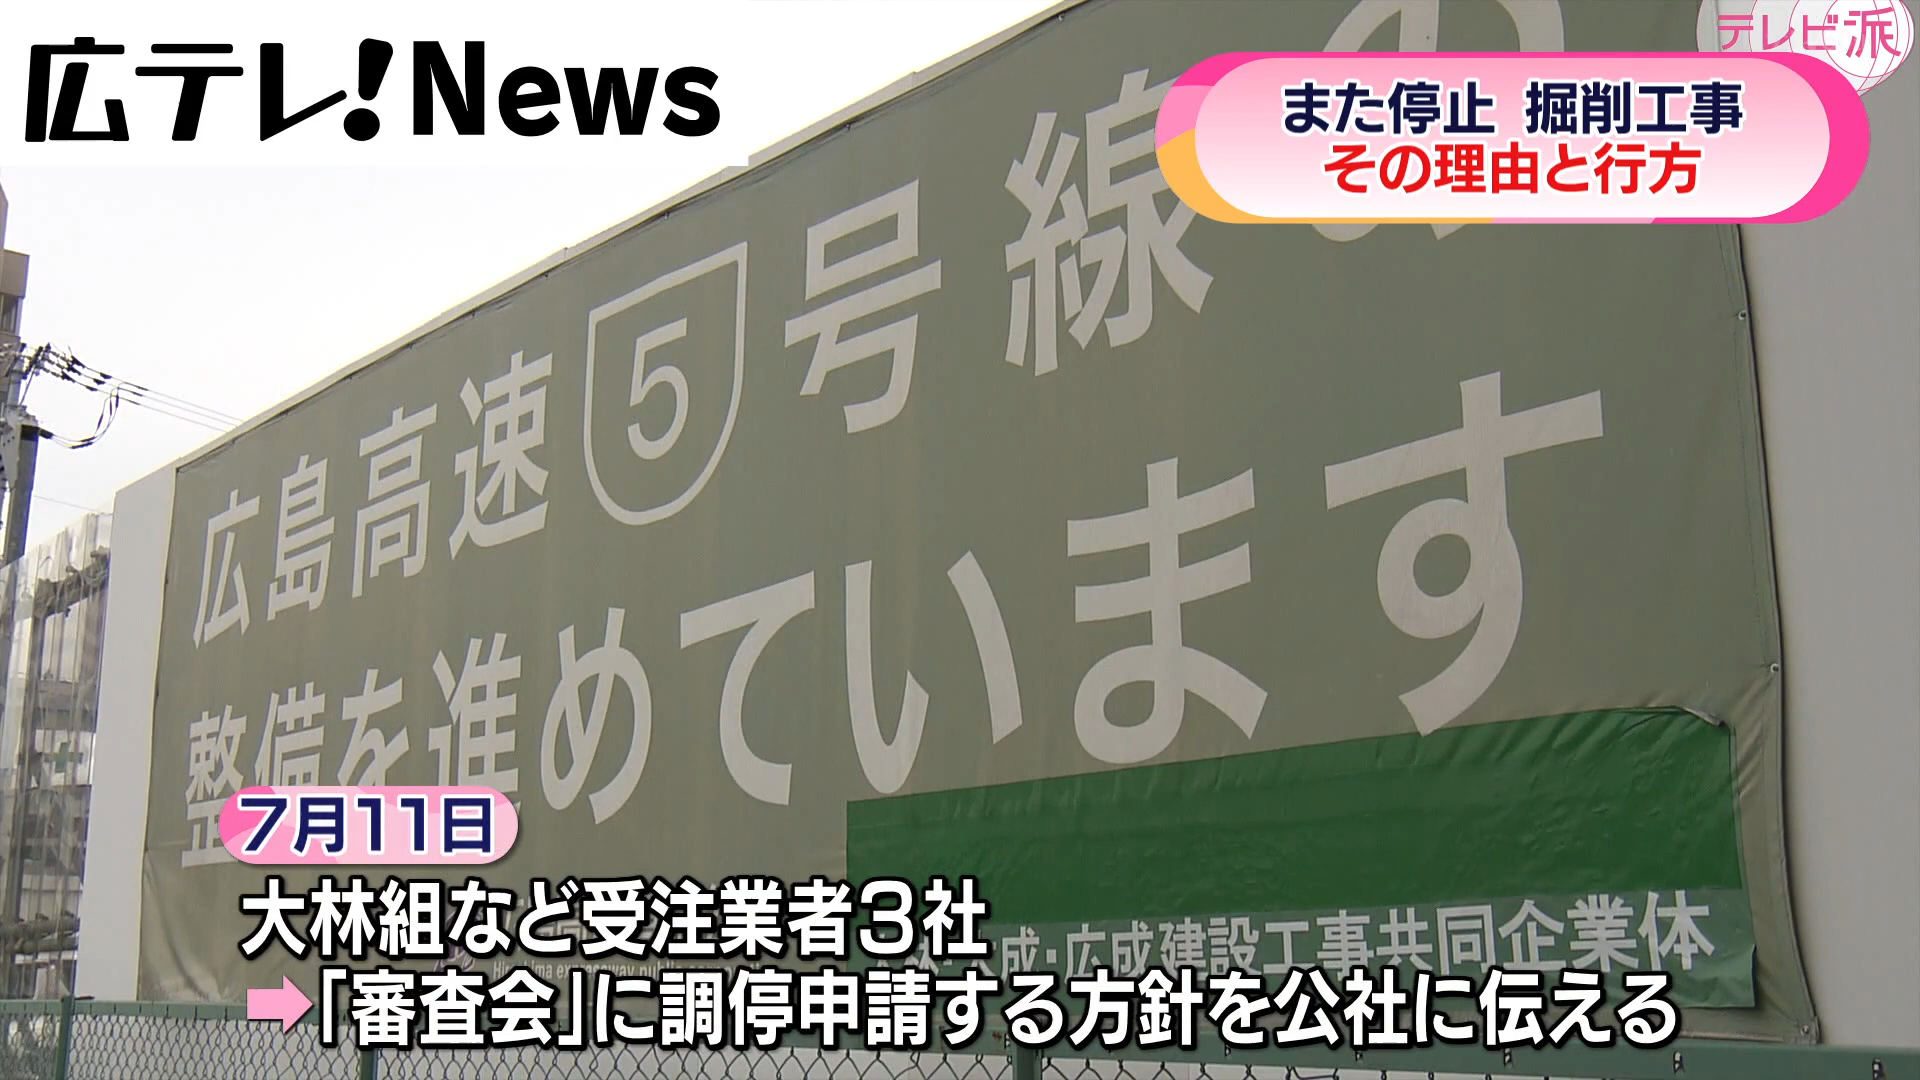 広テレ!News
テレビ派
また停止 掘削工事
その理由と行方
広島高速5号線の
整備を進めています
7月11日
大林組など受注業者3社
成・広成建設工事共同企業体
➡「審査会」に調停申請する方針を公社に伝える